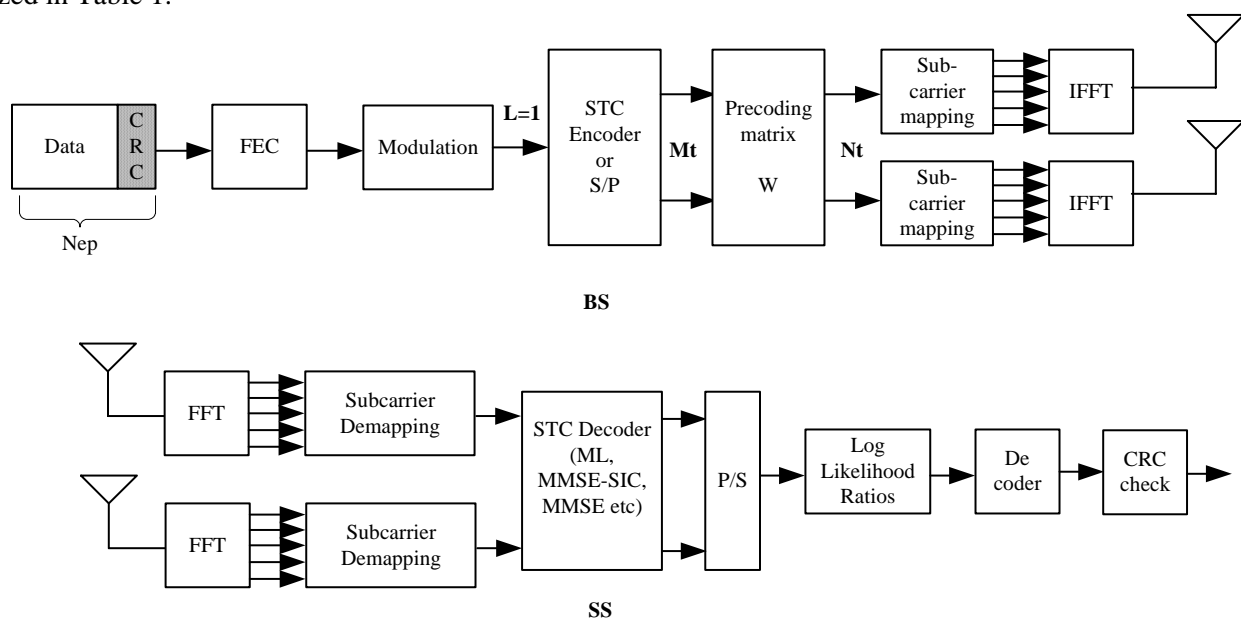 zed in Table 1.
Data
C
R
C
Nep
FEC
Modulation
L=1
STC
Encoder
or
S/P
Mt
Precoding
matrix
W
Nt
Sub-
carrier
mapping
IFFT
Sub-
carrier
mapping
IFFT
BS
FFT
Subcarrier
Demapping
FFT
Subcarrier
Demapping
STC Decoder
(ML,
MMSE-SIC,
MMSE etc)
P/S
Log
Likelihood
Ratios
De
coder
CRC
check
SS